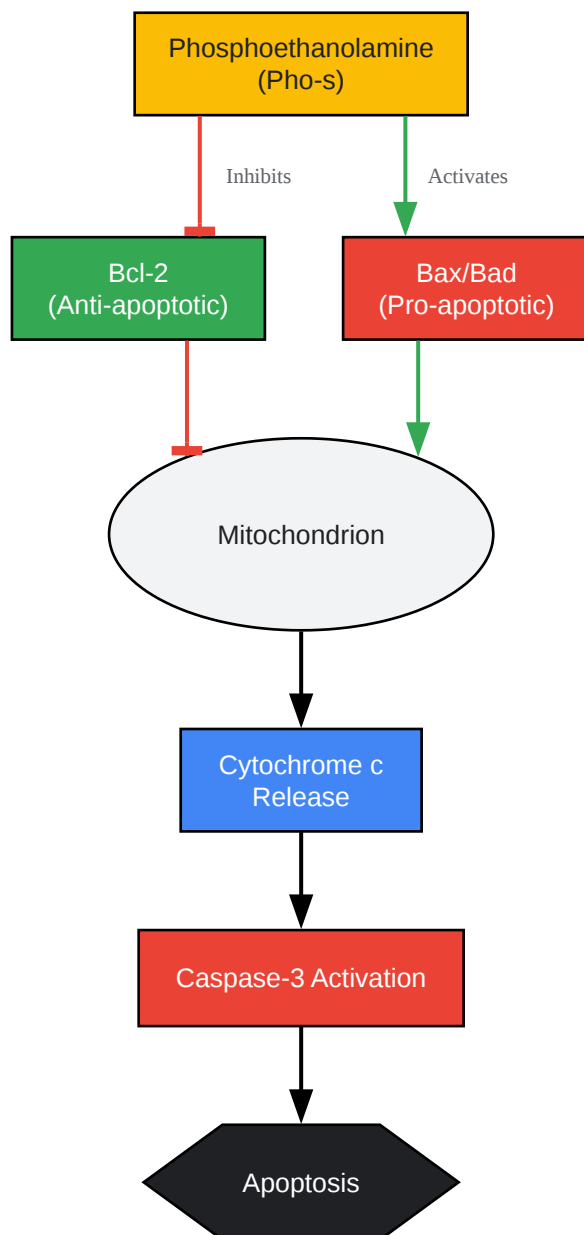 Phosphoethanolamine
(Pho-s)
Inhibits
Activates
Bcl-2
(Anti-apoptotic)
Bax/Bad
(Pro-apoptotic)
Mitochondrion
Cytochrome c
Release
Caspase-3 Activation
Apoptosis